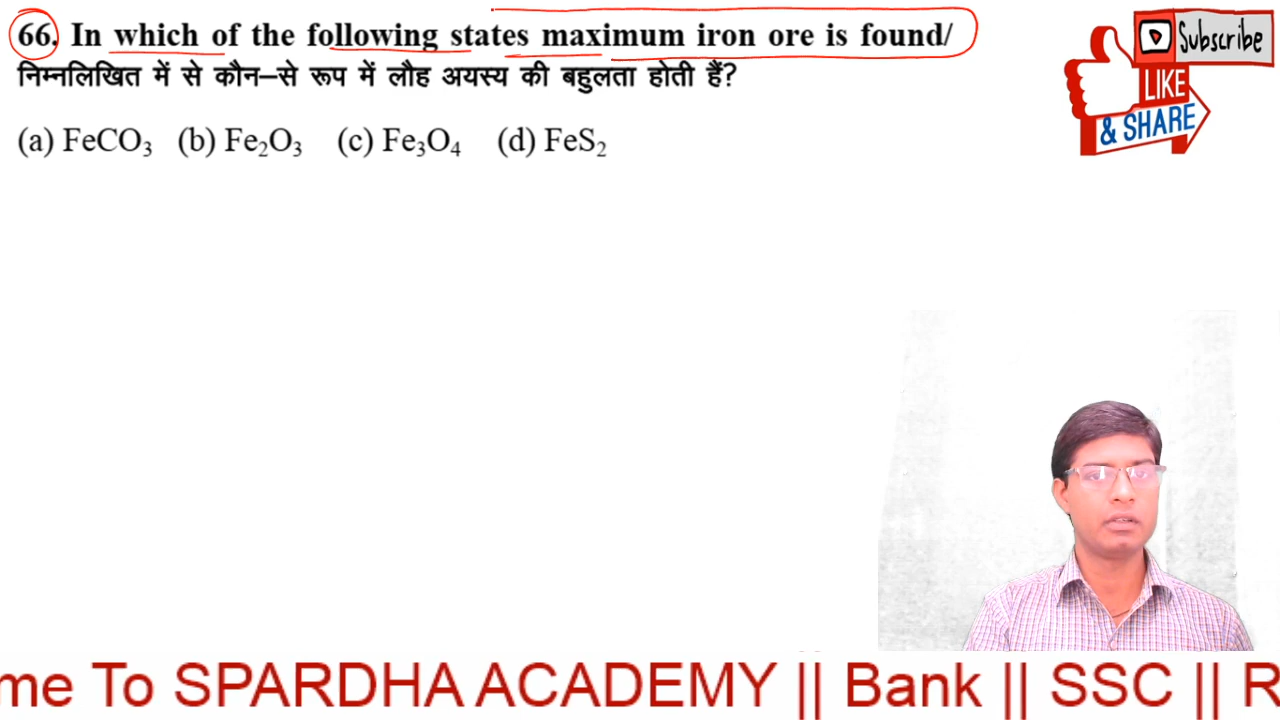 66. In which of the following states maximum iron ore is found/
निम्नलिखित में से कौन–से रूप में लौह अयस्य की बहुलता होती हैं?
(a) FeCO₃ (b) Fe₂O₃ (c) Fe₃O₄ (d) FeS₂
Subscribe
LIKE
& SHARE
me To SPARDHA ACADEMY || Bank || SSC || R